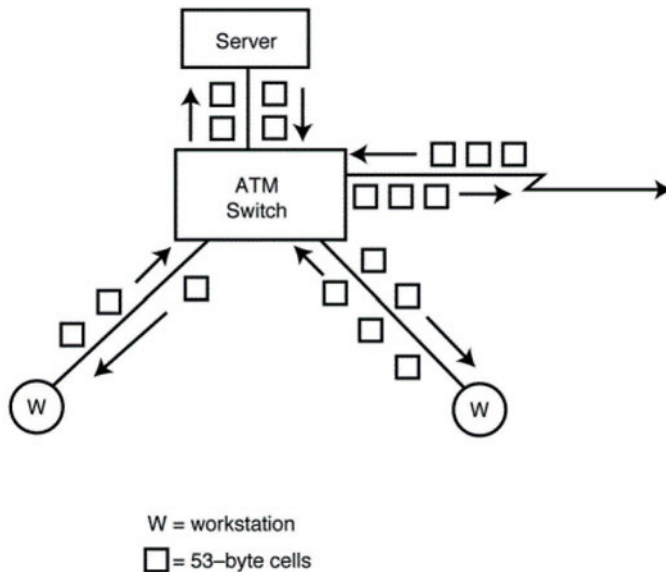 Server
ATM
Switch
W
W
W = workstation
= 53–byte cells